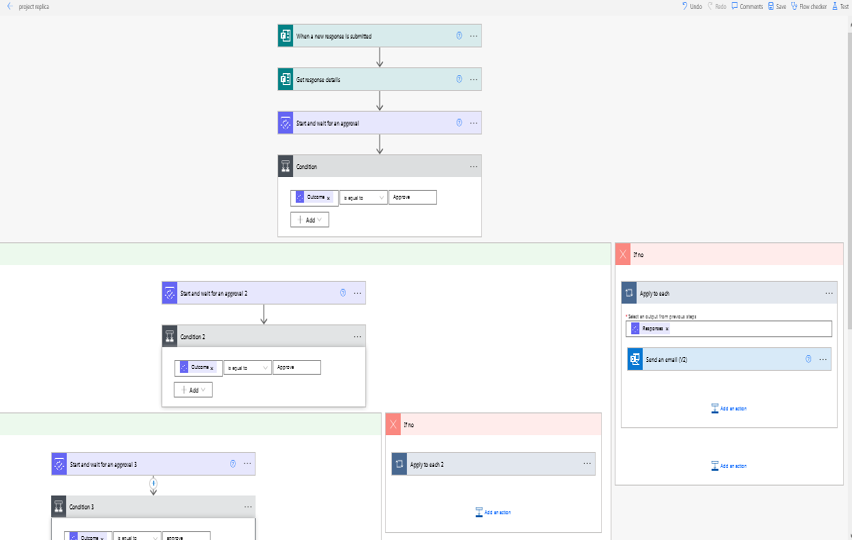 project replica
Undo Redo Comments Save Flow checker Test
When a new response is submitted
Get response details
Start and wait for an approval
Condition
Outcome x is equal to Approve
Add
If no
Start and wait for an approval 2
Apply to each
* Select an output from previous steps
Responses x
Condition 2
Send an email (V2)
Outcome x is equal to Approve
Add
Add an action
If no
Start and wait for an approval 3
Apply to each 2
Add an action
Condition 3
Add an action
Outcome x is equal to approve